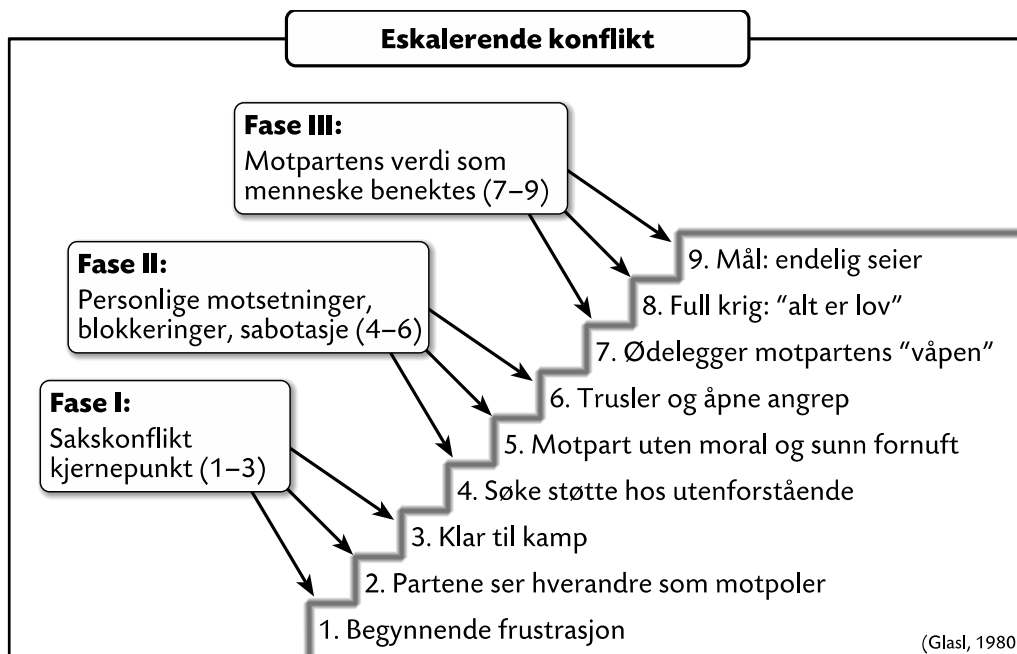 Eskalerende konflikt
Fase III:
Motpartens verdi som
menneske benektes (7–9)
Fase II:
Personlige motsetninger,
blokkeringer, sabotasje (4–6)
Fase I:
Sakskonflikt
kjernepunkt (1–3)
9. Mål: endelig seier
8. Full krig: “alt er lov”
7. Ødelegger motpartens “våpen”
6. Trusler og åpne angrep
5. Motpart uten moral og sunn fornuft
4. Søke støtte hos utenforstående
3. Klar til kamp
2. Partene ser hverandre som motpoler
1. Begynnende frustrasjon
(Glasl, 1980